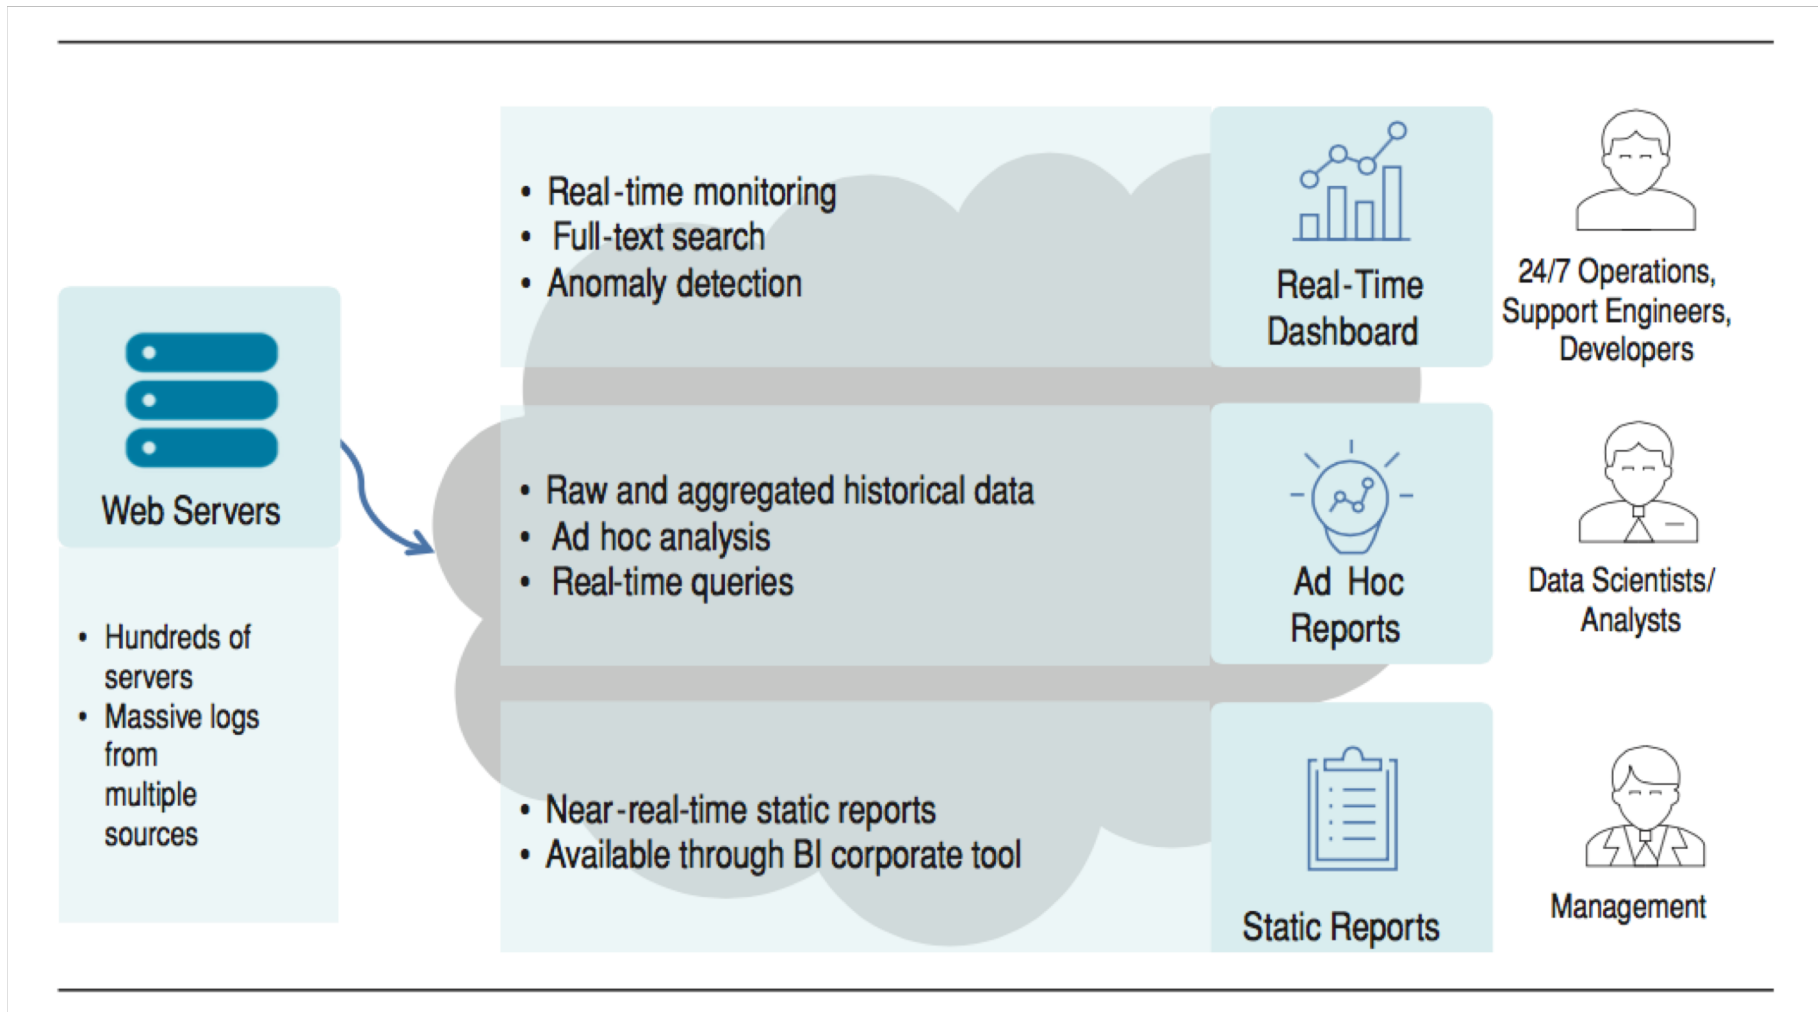 Web Servers
• Hundreds of
servers
• Massive logs
from
multiple
sources
• Real-time monitoring
• Full-text search
• Anomaly detection
Real-Time
Dashboard
24/7 Operations,
Support Engineers,
Developers
• Raw and aggregated historical data
• Ad hoc analysis
• Real-time queries
Ad Hoc
Reports
Data Scientists/
Analysts
• Near-real-time static reports
• Available through BI corporate tool
Static Reports
Management